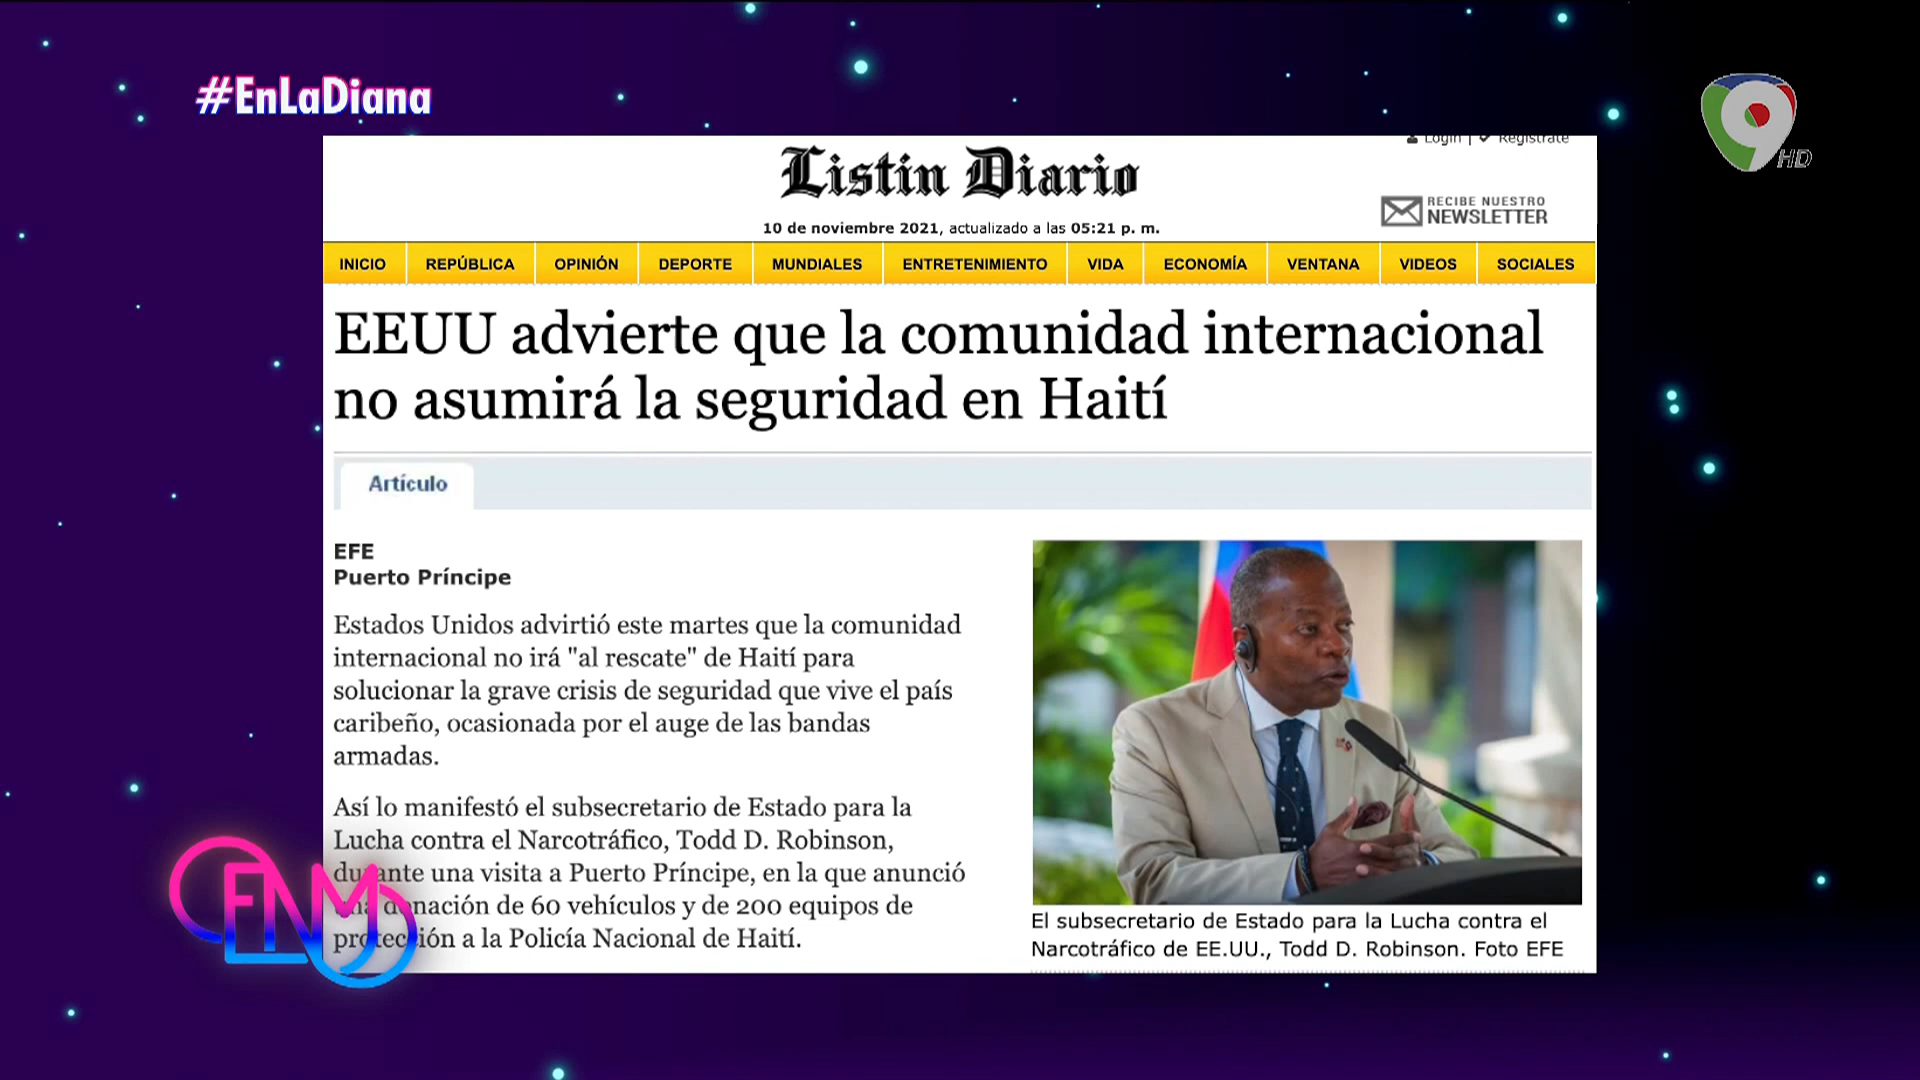 #EnLaDiana
HD
Login | Registrate
Listin Diario
RECIBE NUESTRO
NEWSLETTER
10 de noviembre 2021, actualizado a las 05:21 p. m.
INICIO REPÚBLICA OPINIÓN DEPORTE MUNDIALES ENTRETENIMIENTO VIDA ECONOMÍA VENTANA VIDEOS SOCIALES
EEUU advierte que la comunidad internacional
no asumirá la seguridad en Haití
Artículo
EFE
Puerto Príncipe
Estados Unidos advirtió este martes que la comunidad
internacional no irá "al rescate" de Haití para
solucionar la grave crisis de seguridad que vive el país
caribeño, ocasionada por el auge de las bandas
armadas.
Así lo manifestó el subsecretario de Estado para la
Lucha contra el Narcotráfico, Todd D. Robinson,
durante una visita a Puerto Príncipe, en la que anunció
una donación de 60 vehículos y de 200 equipos de
protección a la Policía Nacional de Haití.
El subsecretario de Estado para la Lucha contra el
Narcotráfico de EE.UU., Todd D. Robinson. Foto EFE
ENM